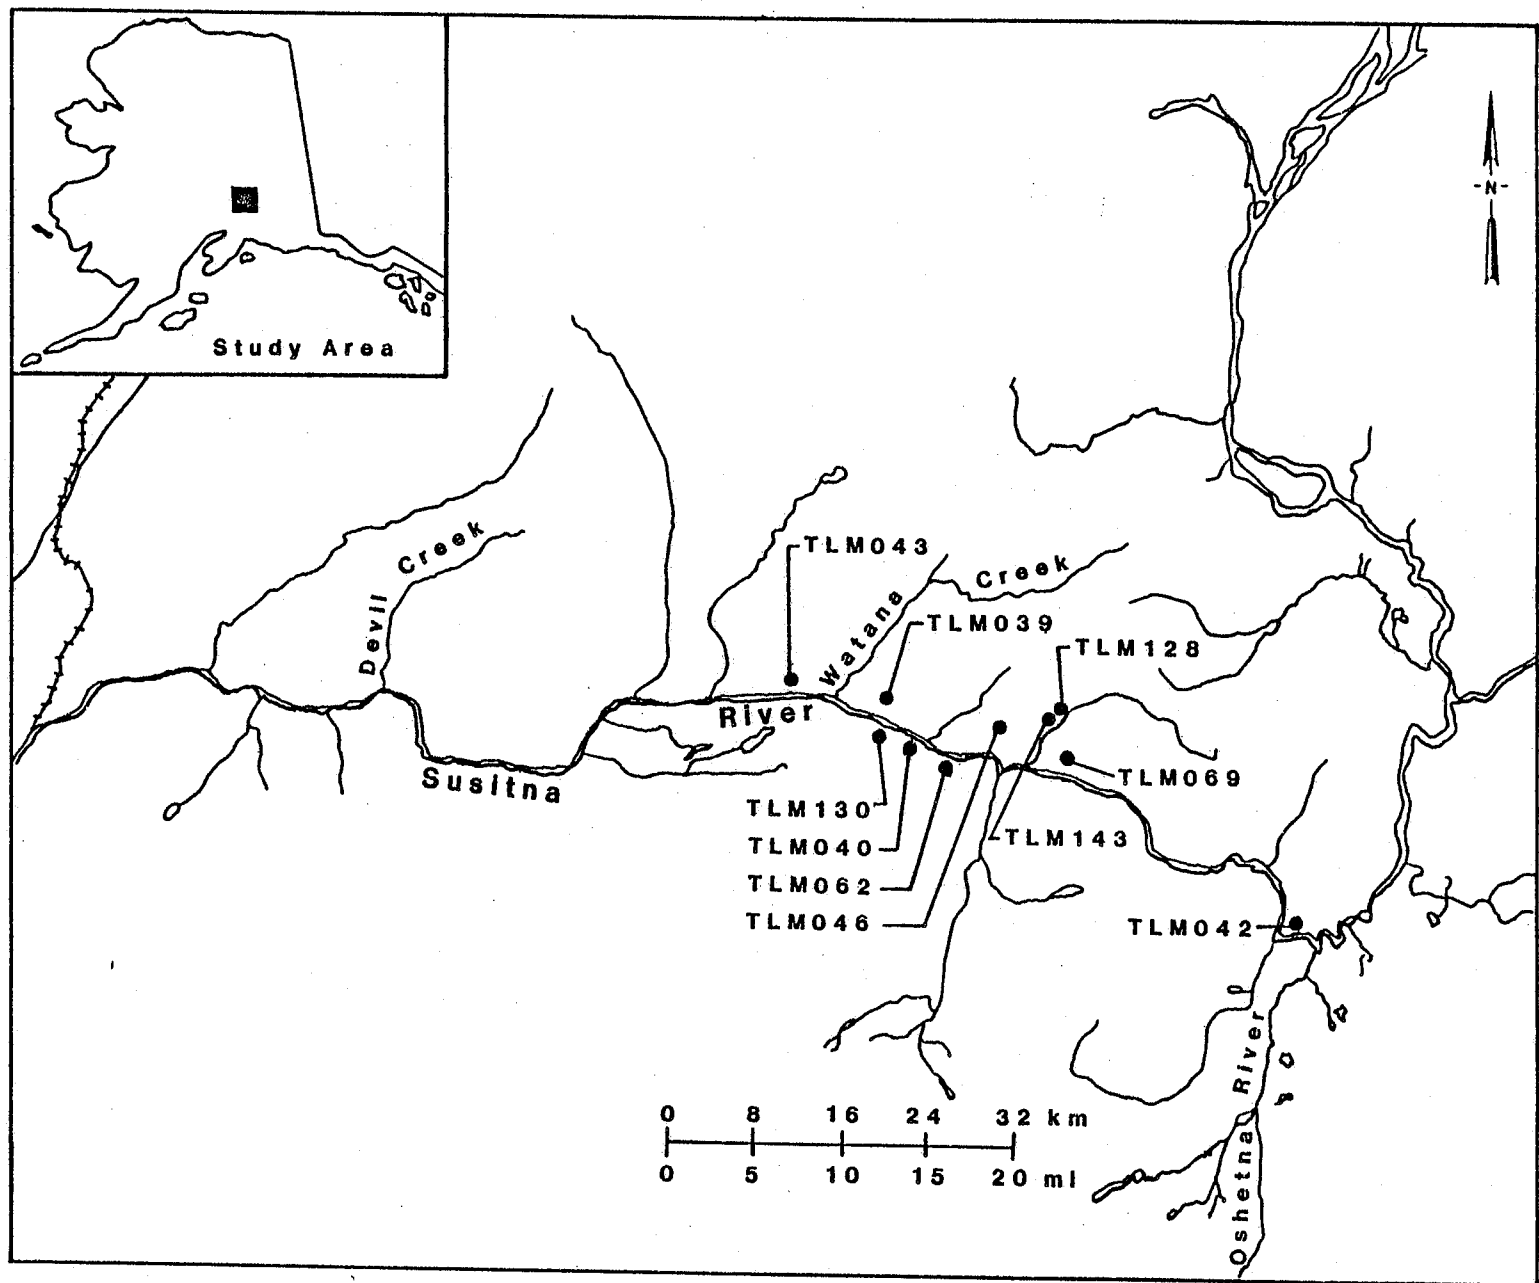 Study Area
-N-
Devil Creek
TLM043
Watane Creek
TLM039
TLM128
River
Susitna
TLM069
TLM130
TLM143
TLM040
TLM062
TLM046
TLM042
Oshetna River
0 8 16 24 32 km
0 5 10 15 20 mi